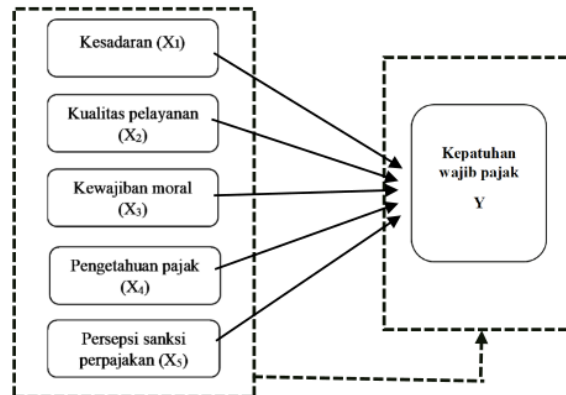 Kesadaran (X₁)
Kualitas pelayanan
(X₂)
Kewajiban moral
(X₃)
Pengetahuan pajak
(X₄)
Persepsi sanksi
perpajakan (X₅)
Kepatuhan
wajib pajak
Y